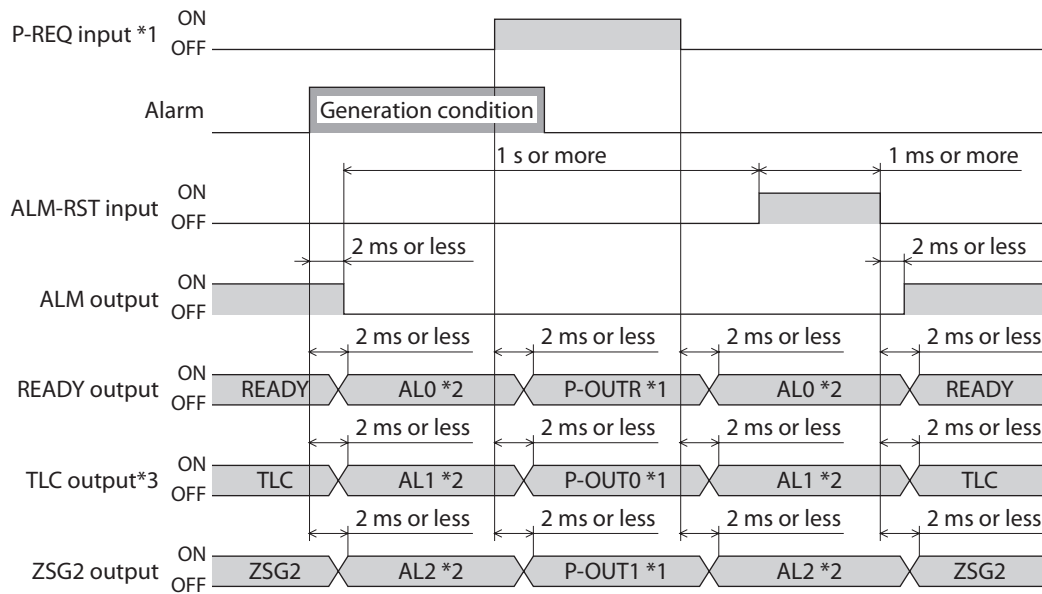 P-REQ input *1
ON
OFF
Alarm
Generation condition
1 s or more
1 ms or more
ALM-RST input
ON
OFF
2 ms or less
2 ms or less
ALM output
ON
OFF
2 ms or less
2 ms or less
2 ms or less
2 ms or less
READY output
ON
OFF
READY
AL0 *2
P-OUTR *1
AL0 *2
READY
2 ms or less
2 ms or less
2 ms or less
2 ms or less
TLC output*3
ON
OFF
TLC
AL1 *2
P-OUT0 *1
AL1 *2
TLC
2 ms or less
2 ms or less
2 ms or less
2 ms or less
ZSG2 output
ON
OFF
ZSG2
AL2 *2
P-OUT1 *1
AL2 *2
ZSG2